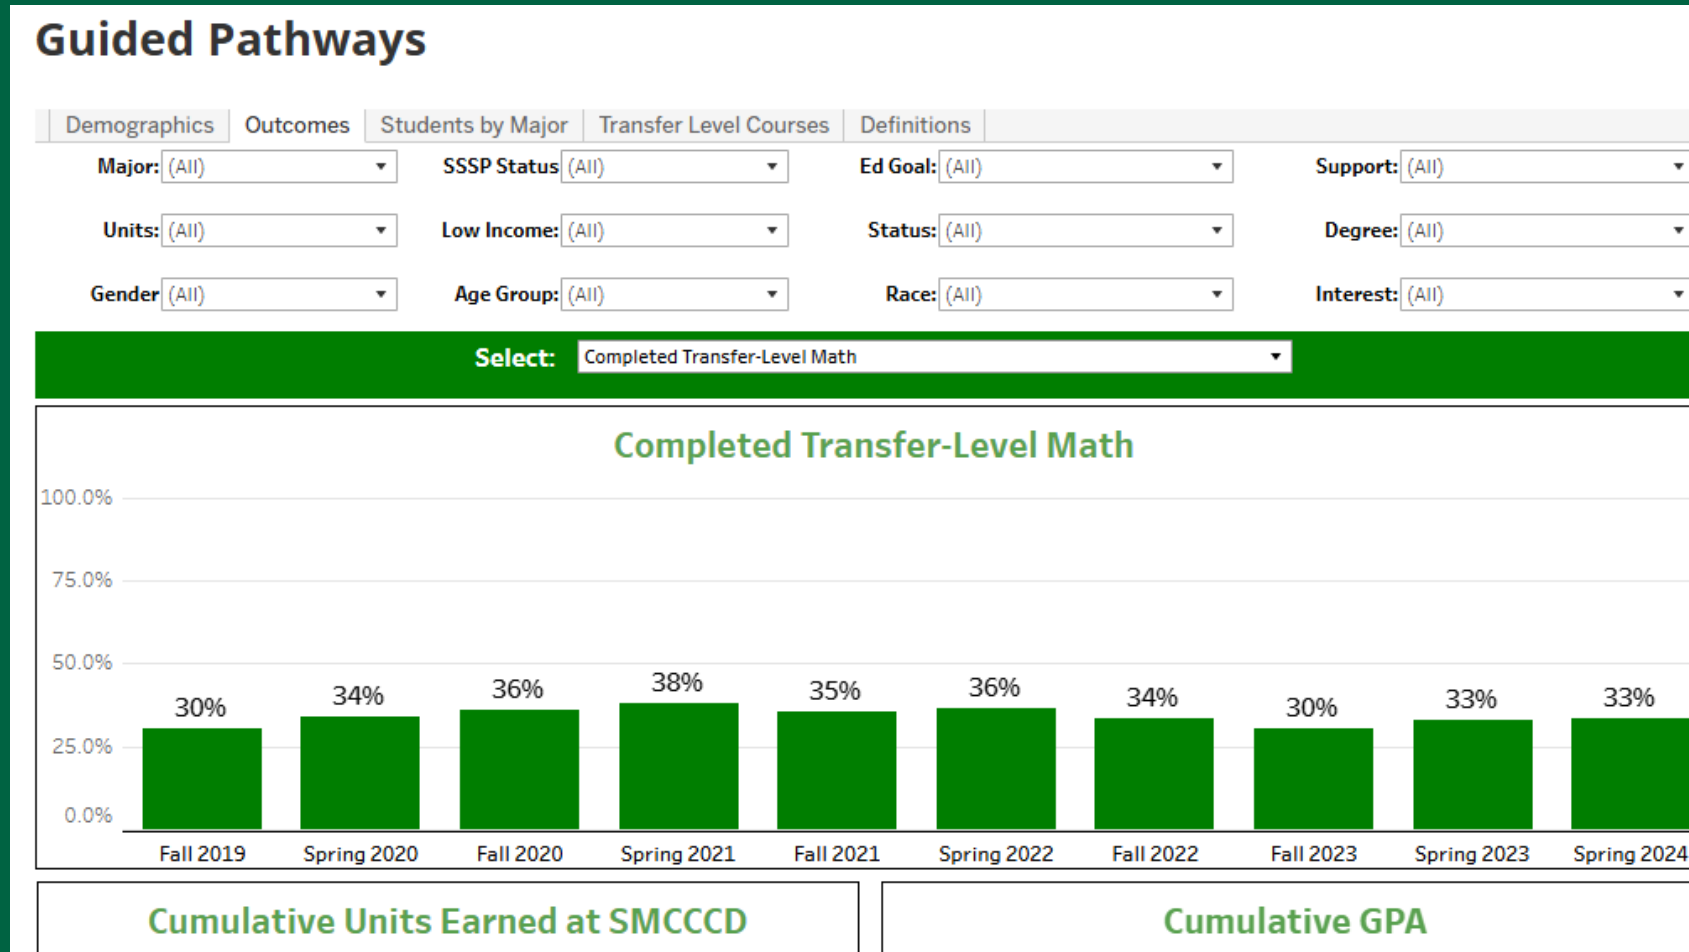 Guided Pathways
Demographics Outcomes Students by Major Transfer Level Courses Definitions
Major: (All) SSSP Status (All) Ed Goal: (All) Support: (All)
Units: (All) Low Income: (All) Status: (All) Degree: (All)
Gender (All) Age Group: (All) Race: (All) Interest: (All)
Select: Completed Transfer-Level Math
Completed Transfer-Level Math
100.0%
75.0%
50.0%
30% 34% 36% 38% 35% 36% 34% 30% 33% 33%
25.0%
0.0%
Fall 2019 Spring 2020 Fall 2020 Spring 2021 Fall 2021 Spring 2022 Fall 2022 Fall 2023 Spring 2023 Spring 2024
Cumulative Units Earned at SMCCCD Cumulative GPA